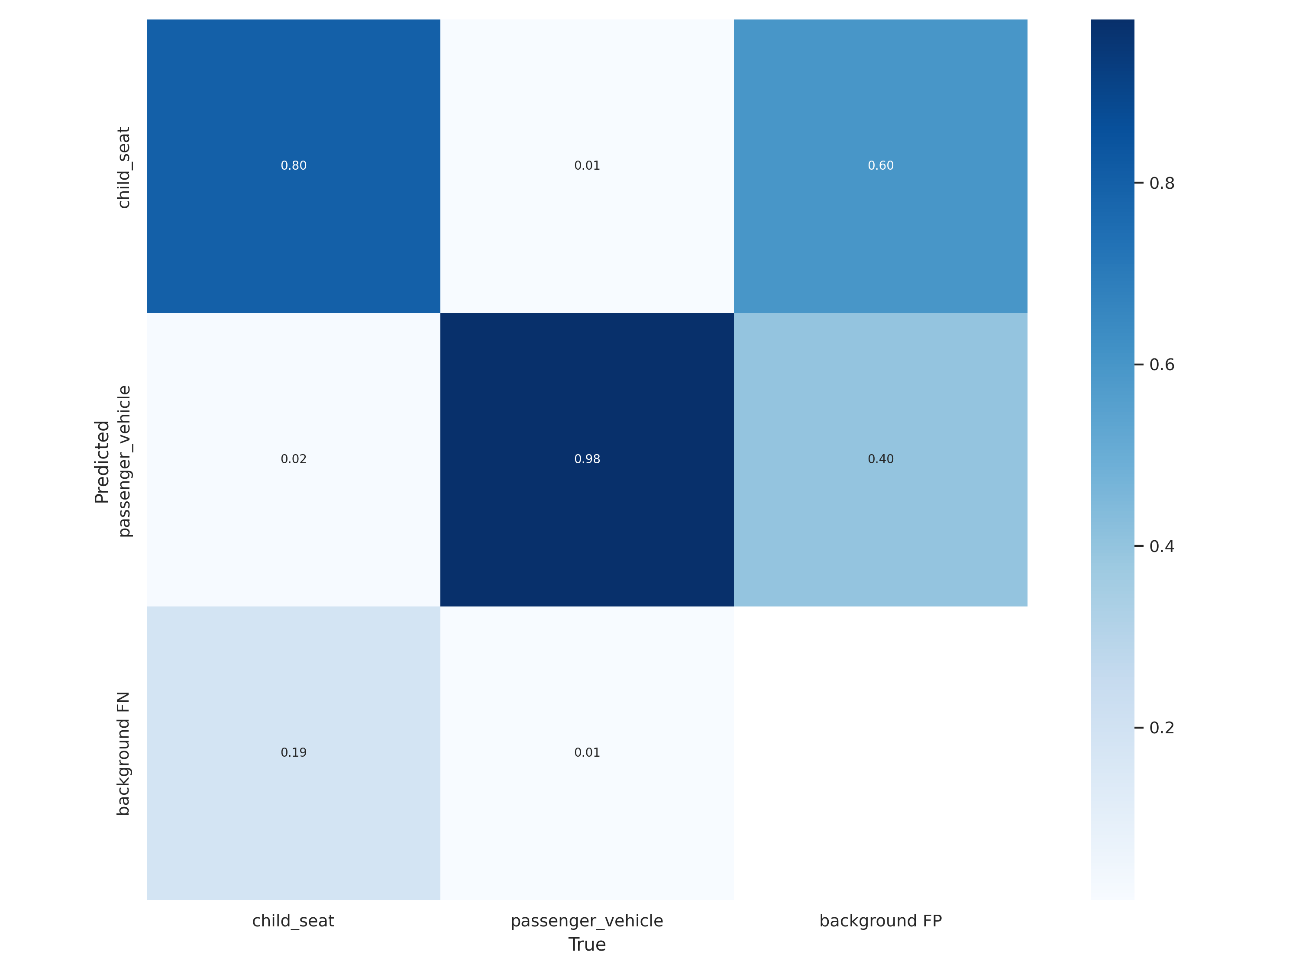 child_seat
0.80
0.01
0.60
0.8
0.6
Predicted
passenger_vehicle
0.02
0.98
0.40
0.4
background FN
0.19
0.01
0.2
child_seat
passenger_vehicle
background FP
True